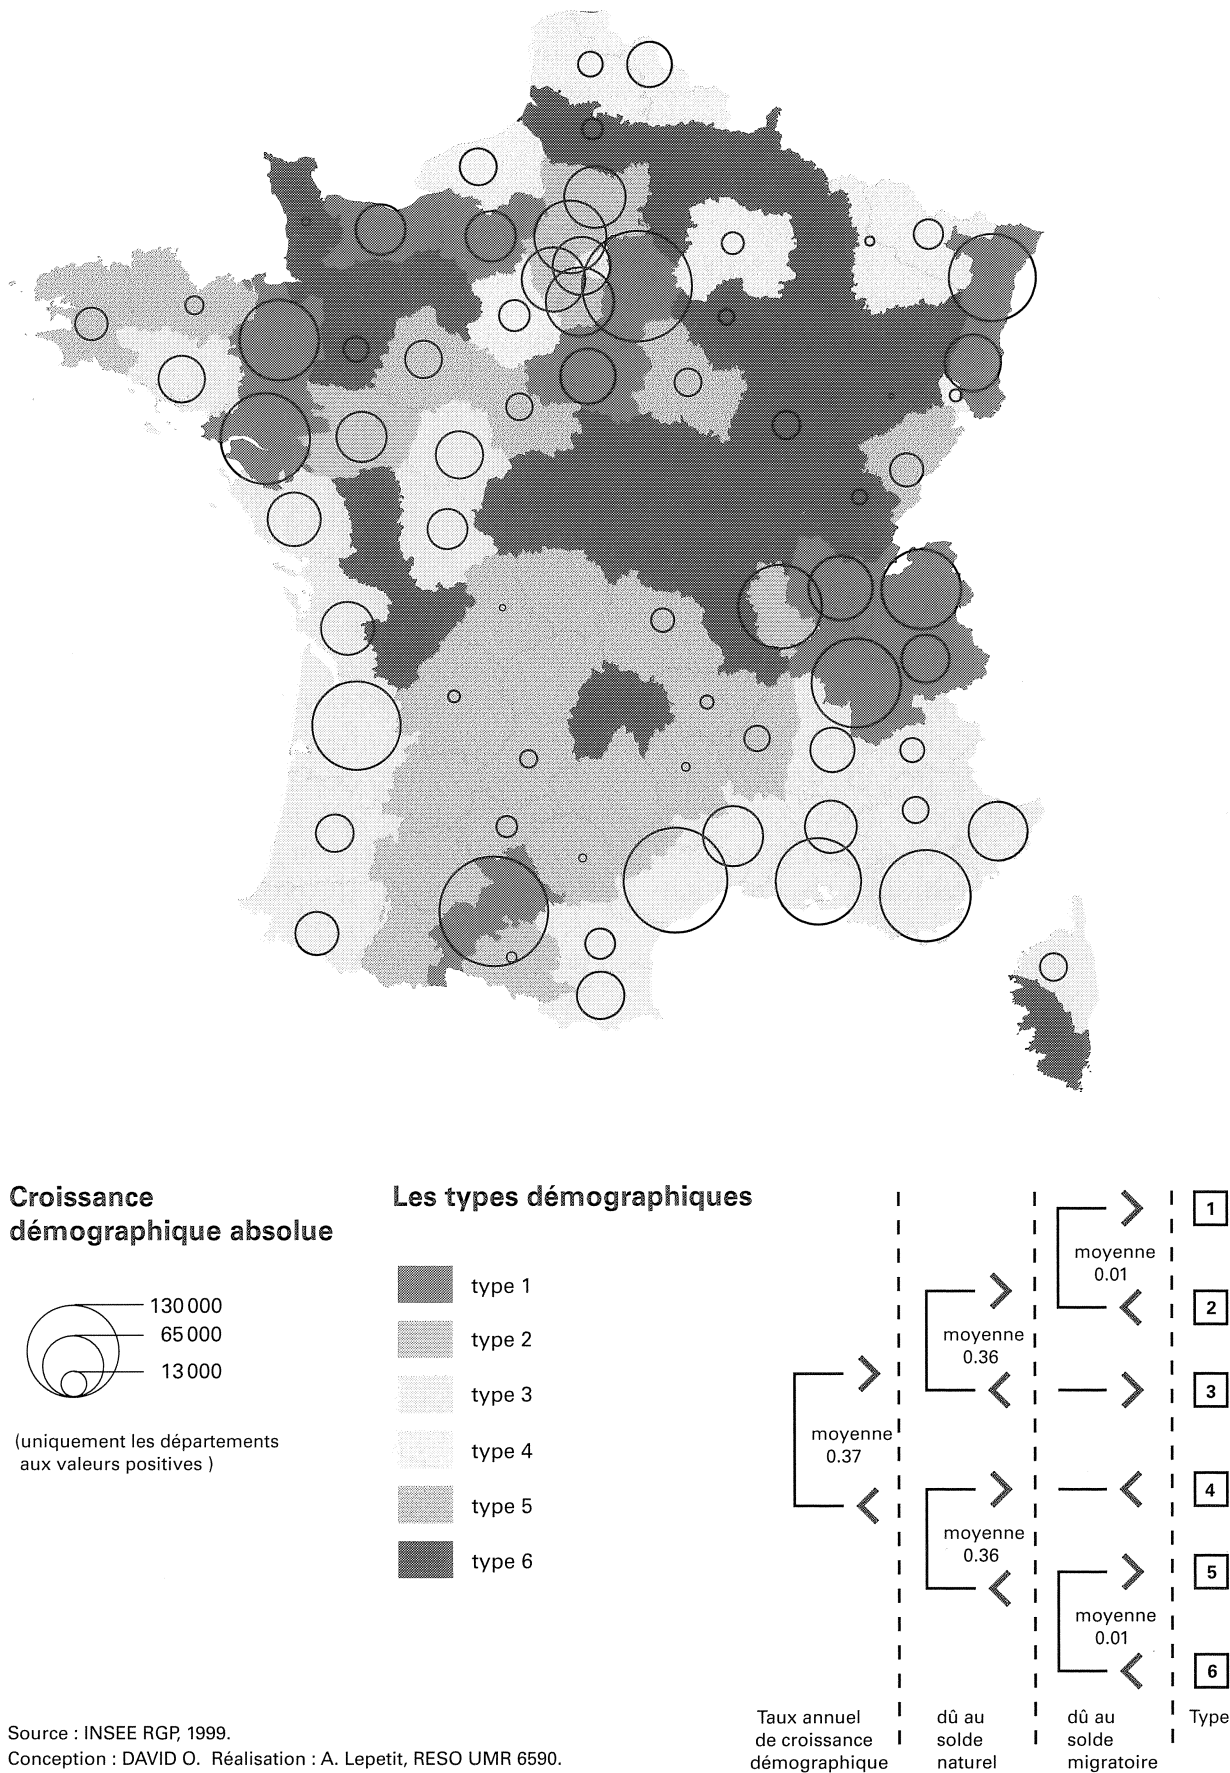 Croissance
démographique absolue
130 000
65 000
13 000
(uniquement les départements
aux valeurs positives )
Les types démographiques
type 1
type 2
type 3
type 4
type 5
type 6
moyenne
0.37
moyenne
0.36
moyenne
0.36
moyenne
0.01
moyenne
0.01
1
2
3
4
5
6
Taux annuel
de croissance
démographique
dû au
solde
naturel
dû au
solde
migratoire
Type
Source : INSEE RGP, 1999.
Conception : DAVID O. Réalisation : A. Lepetit, RESO UMR 6590.